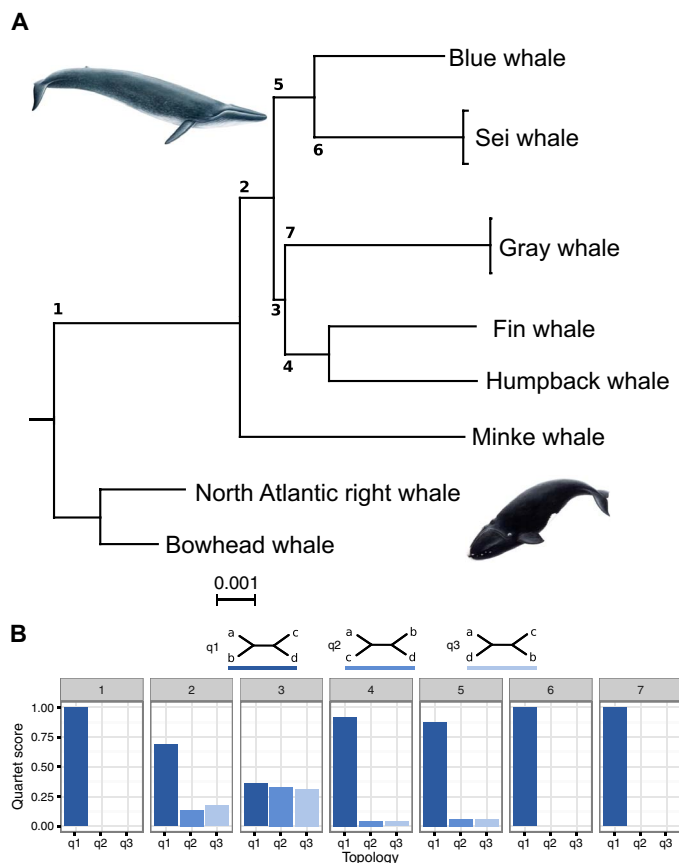 A
Blue whale
5
Sei whale
6
2
7
Gray whale
1
3
Fin whale
4
Humpback whale
Minke whale
North Atlantic right whale
Bowhead whale
0.001
B
q1 a b c d q2 a c b d q3 a d c b
1 2 3 4 5 6 7
1.00
0.75
0.50
0.25
0.00
Quartet score
q1 q2 q3 q1 q2 q3 q1 q2 q3 q1 q2 q3 q1 q2 q3 q1 q2 q3 q1 q2 q3
Topology